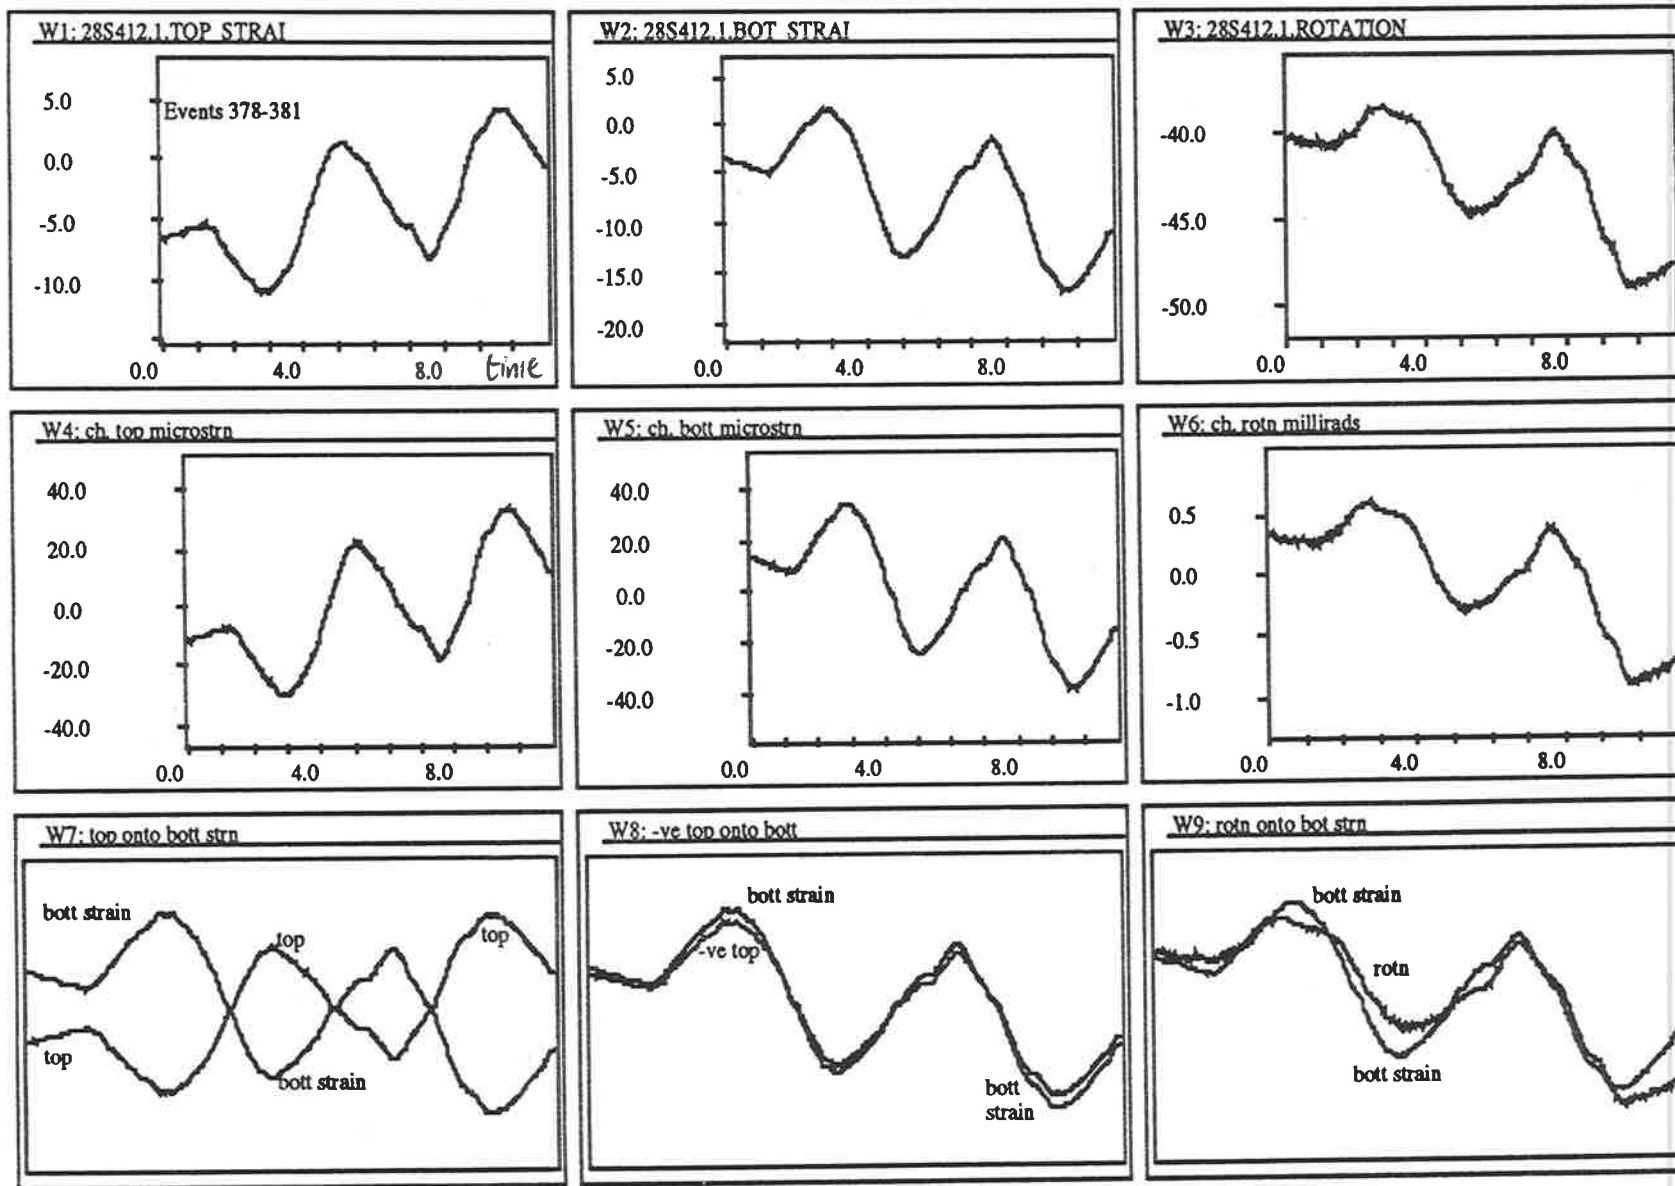 W1: 28S412.1.TOP_STRAI
5.0
Events 378-381
0.0
-5.0
-10.0
0.0 4.0 8.0 time
W2: 28S412.1.BOT_STRAI
5.0
0.0
-5.0
-10.0
-15.0
-20.0
0.0 4.0 8.0
W3: 28S412.1.ROTATION
-40.0
-45.0
-50.0
0.0 4.0 8.0
W4: ch. top microstrn
40.0
20.0
0.0
-20.0
-40.0
0.0 4.0 8.0
W5: ch. bott microstrn
40.0
20.0
0.0
-20.0
-40.0
0.0 4.0 8.0
W6: ch. rotn millirads
0.5
0.0
-0.5
-1.0
0.0 4.0 8.0
W7: top onto bott strn
bott strain
top
top
top
bott strain
W8: -ve top onto bott
bott strain
-ve top
bott
strain
W9: rotn onto bot strn
bott strain
rotn
bott strain